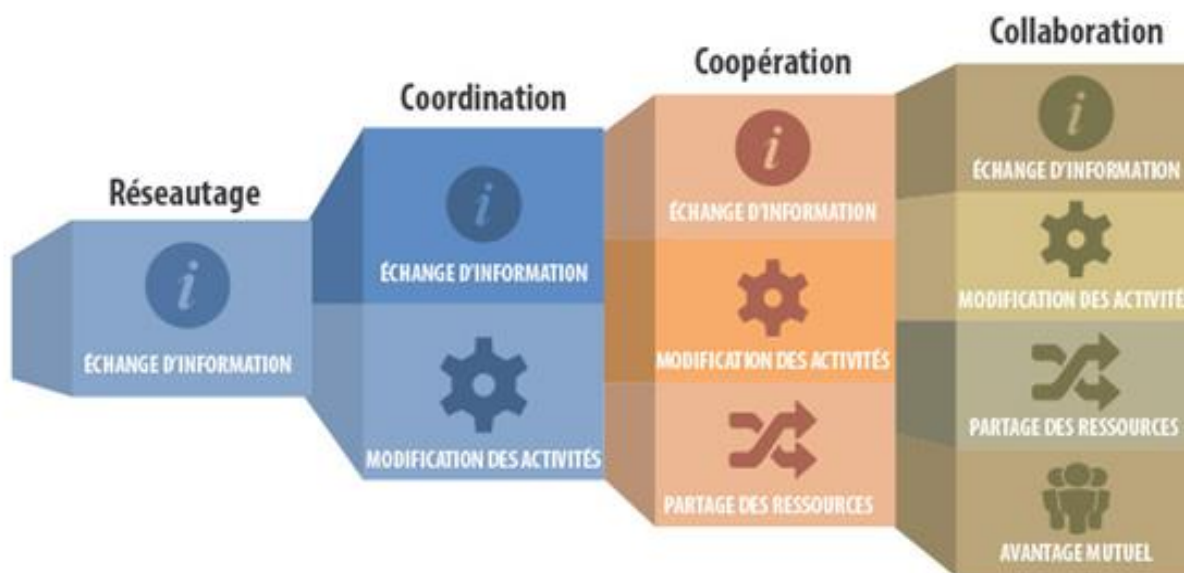 Réseautage
ÉCHANGE D'INFORMATION
Coordination
ÉCHANGE D'INFORMATION
MODIFICATION DES ACTIVITÉS
Coopération
ÉCHANGE D'INFORMATION
MODIFICATION DES ACTIVITÉS
PARTAGE DES RESSOURCES
Collaboration
ÉCHANGE D'INFORMATION
MODIFICATION DES ACTIVITÉ
PARTAGE DES RESSOURCES
AVANTAGE MUTUEL